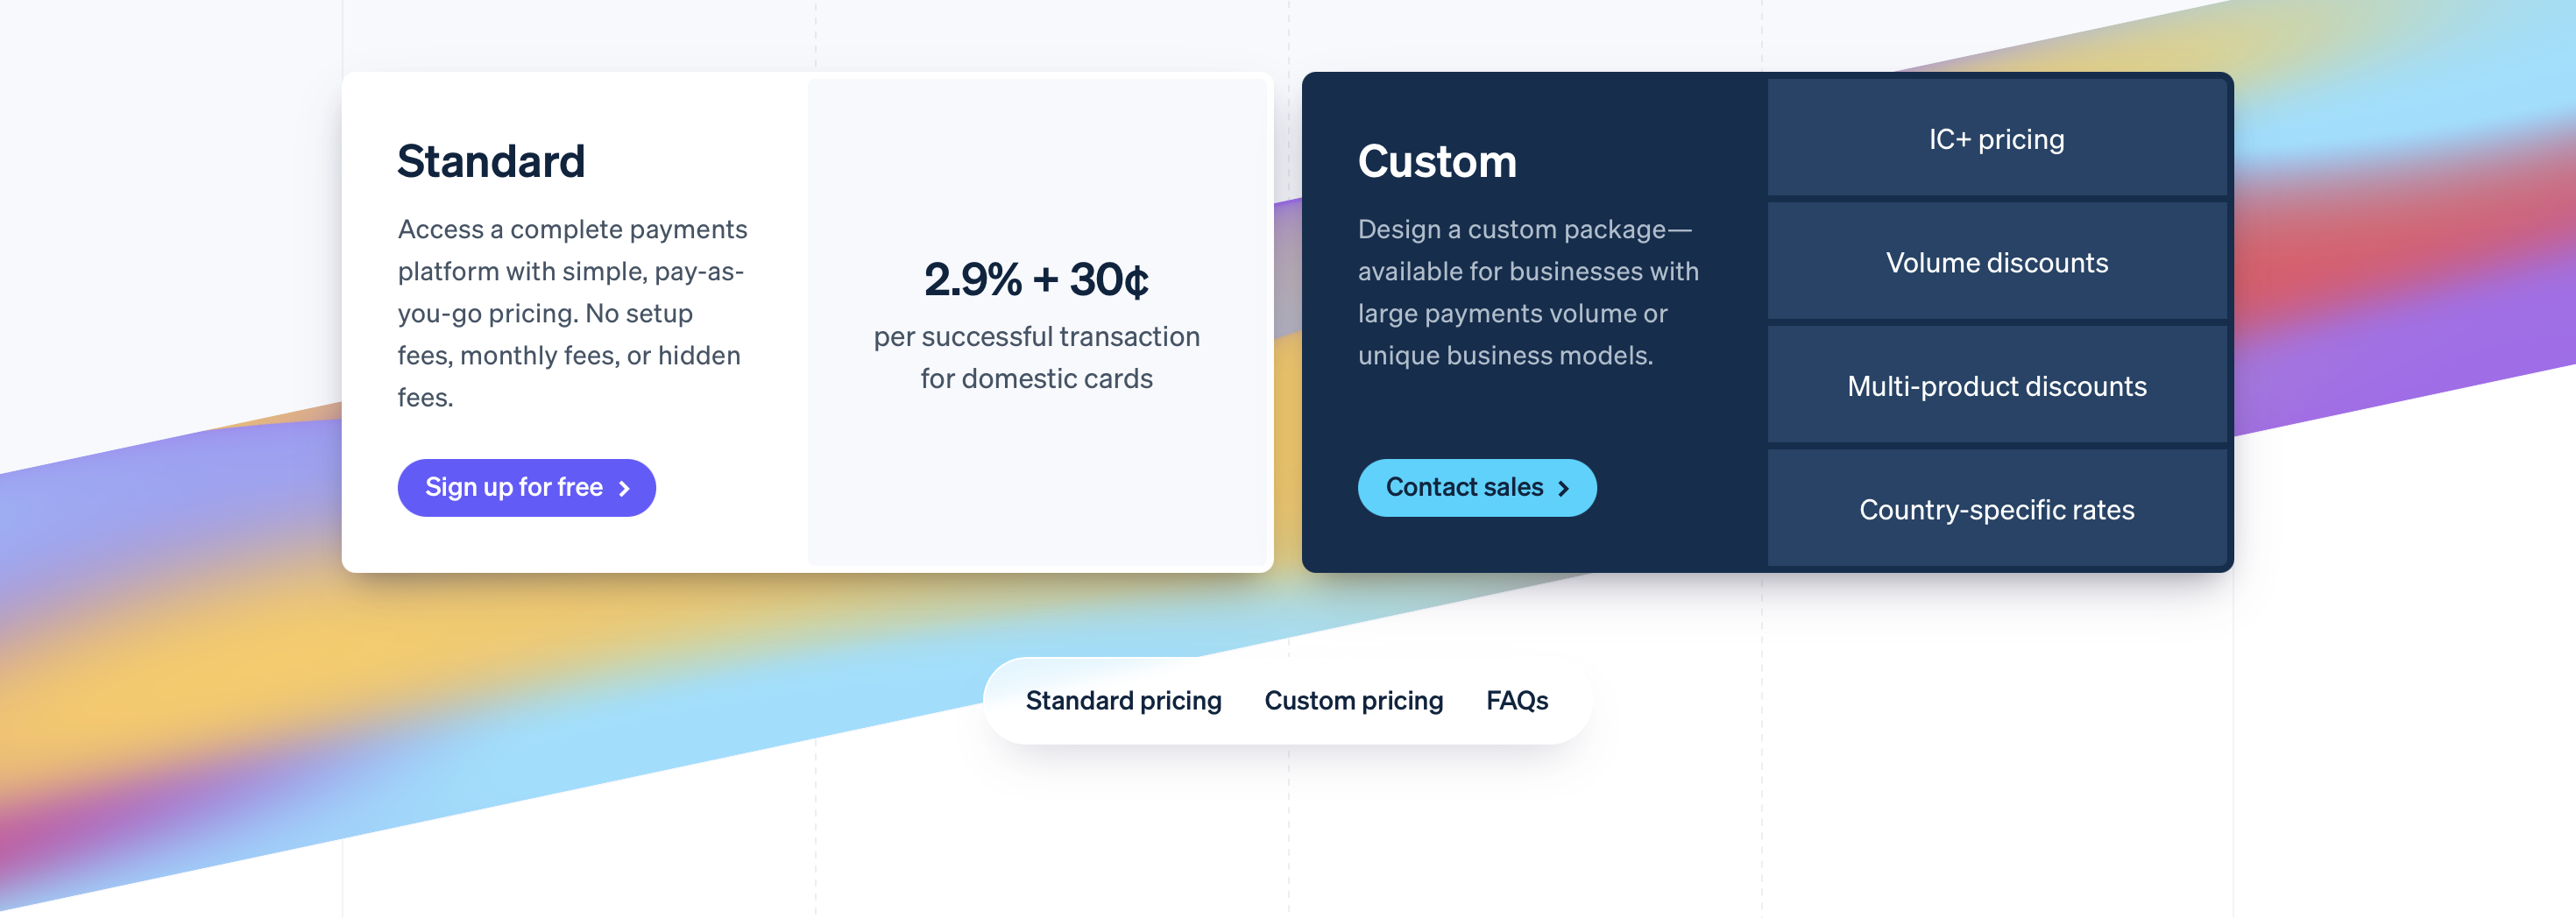 Standard
Access a complete payments
platform with simple, pay-as-
you-go pricing. No setup
fees, monthly fees, or hidden
fees.
Sign up for free
2.9% + 30¢
per successful transaction
for domestic cards
Custom
Design a custom package—
available for businesses with
large payments volume or
unique business models.
Contact sales
IC+ pricing
Volume discounts
Multi-product discounts
Country-specific rates
Standard pricing Custom pricing FAQs